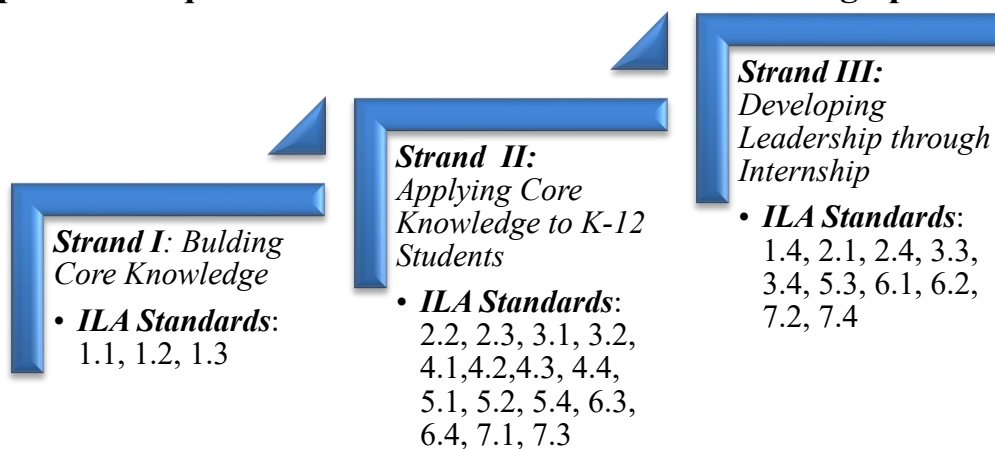 Strand I: Bulding
Core Knowledge
• ILA Standards:
1.1, 1.2, 1.3
Strand II:
Applying Core
Knowledge to K-12
Students
• ILA Standards:
2.2, 2.3, 3.1, 3.2,
4.1,4.2,4.3, 4.4,
5.1, 5.2, 5.4, 6.3,
6.4, 7.1, 7.3
Strand III:
Developing
Leadership through
Internship
• ILA Standards:
1.4, 2.1, 2.4, 3.3,
3.4, 5.3, 6.1, 6.2,
7.2, 7.4